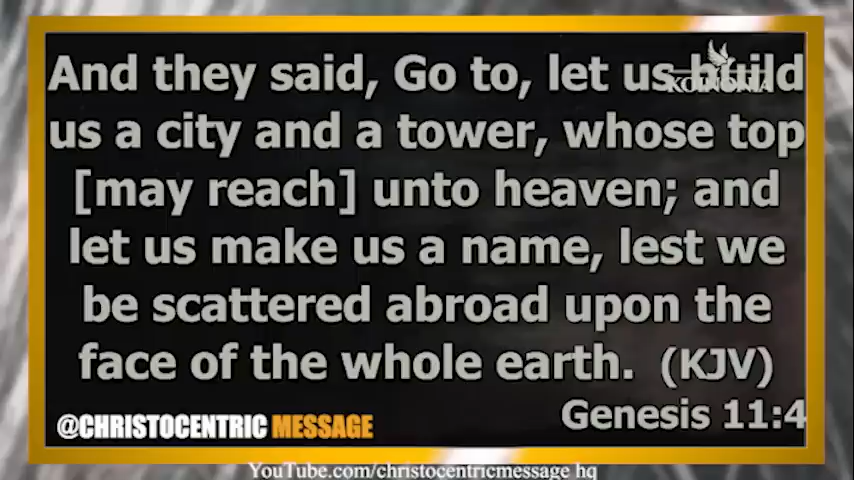 And they said, Go to, let us build
us a city and a tower, whose top
[may reach] unto heaven; and
let us make us a name, lest we
be scattered abroad upon the
face of the whole earth. (KJV)
Genesis 11:4
KOINONIA
@CHRISTOCENTRIC MESSAGE
YouTube.com/christocentricmessage hq